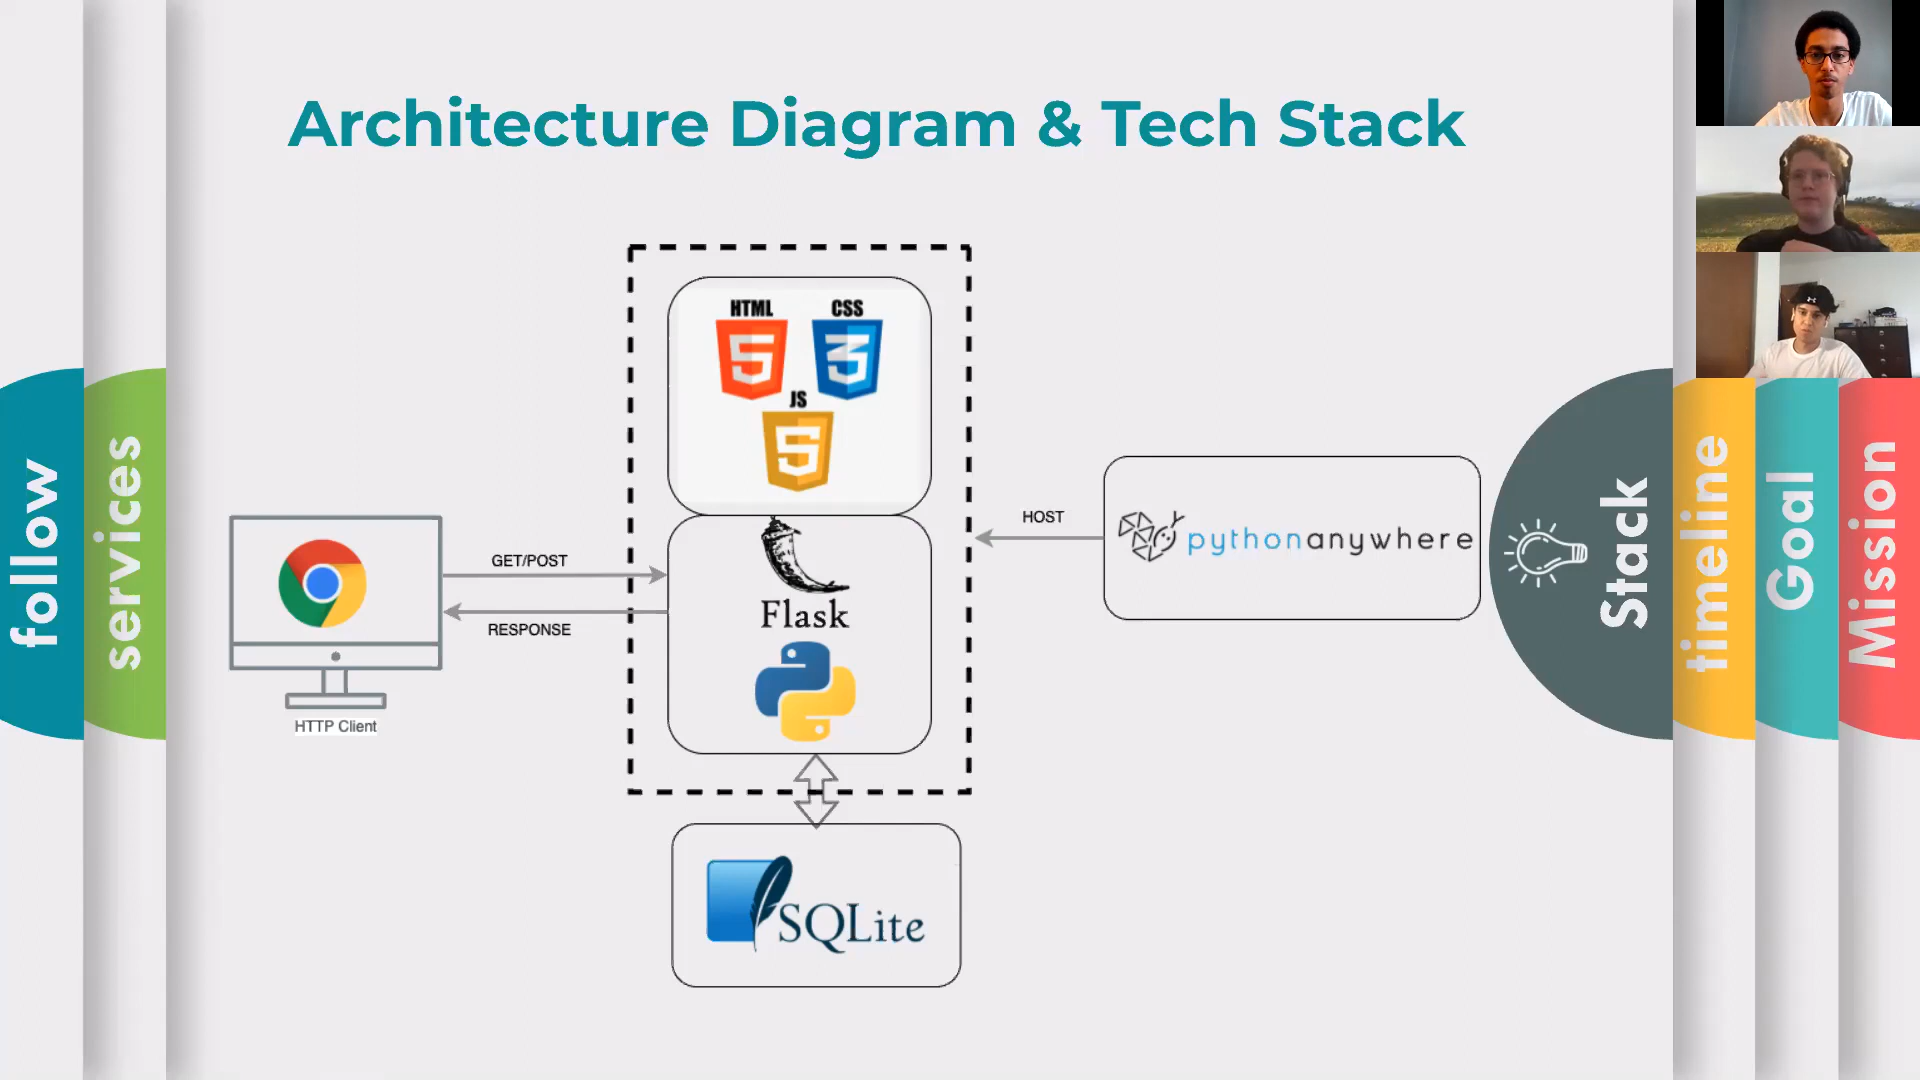 Architecture Diagram & Tech Stack
HTML
CSS
JS
GET/POST
RESPONSE
HTTP Client
Flask
HOST
pythonanywhere
SQLite
follow
services
Stack
timeline
Goal
Mission